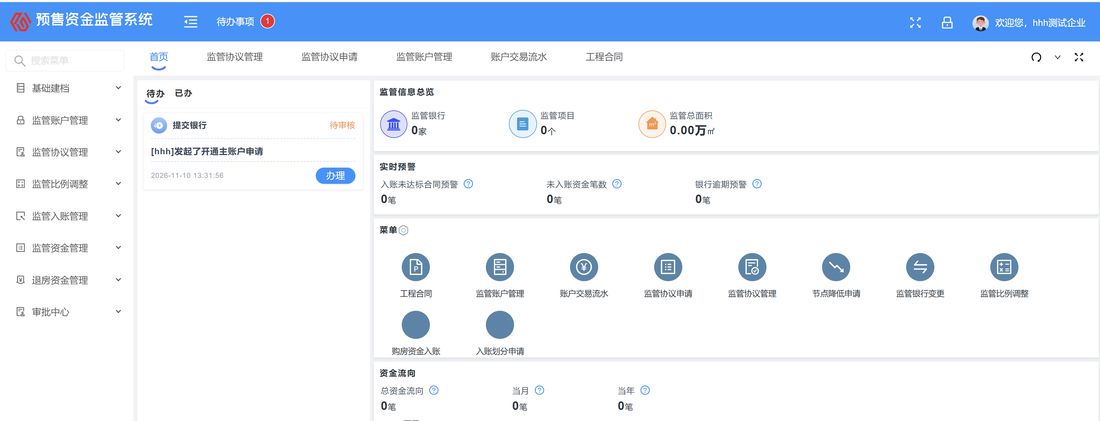 预售资金监管系统
待办事项 1
欢迎您，hhh测试企业
搜索菜单
首页 监管协议管理 监管协议申请 监管账户管理 账户交易流水 工程合同
基础建档
监管账户管理
监管协议管理
监管比例调整
监管入账管理
监管资金管理
退房资金管理
审批中心
待办 已办
提交银行 待审核
[hhh]发起了开通主账户申请
2026-11-10 13:31:56 办理
监管信息总览
监管银行 监管项目 监管总面积
0家 0个 0.00万㎡
实时预警
入账未达标合同预警 未入账资金笔数 银行逾期预警
0笔 0笔 0笔
菜单
工程合同 监管账户管理 账户交易流水 监管协议申请 监管协议管理 节点降低申请 监管银行变更 监管比例调整
购房资金入账 入账划分申请
资金流向
总资金流向 当月 当年
0笔 0笔 0笔